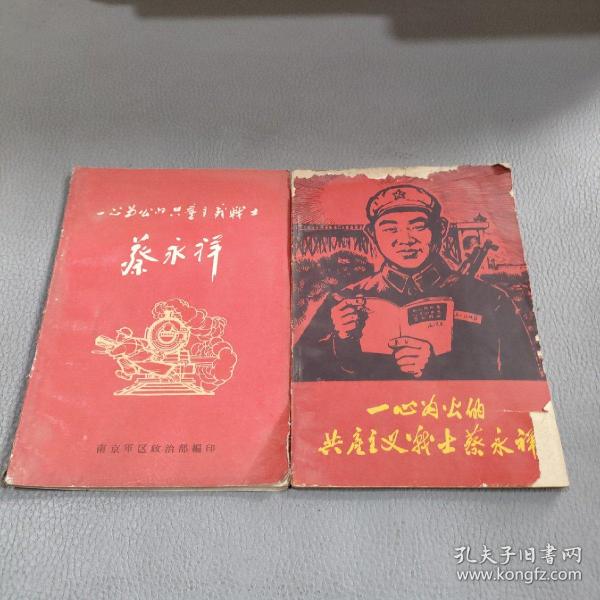 一心为公的共产主义战士
蔡永祥
南京军区政治部编印
一心为公的
共产主义战士蔡永祥
孔夫子旧书网
www.kongfz.com